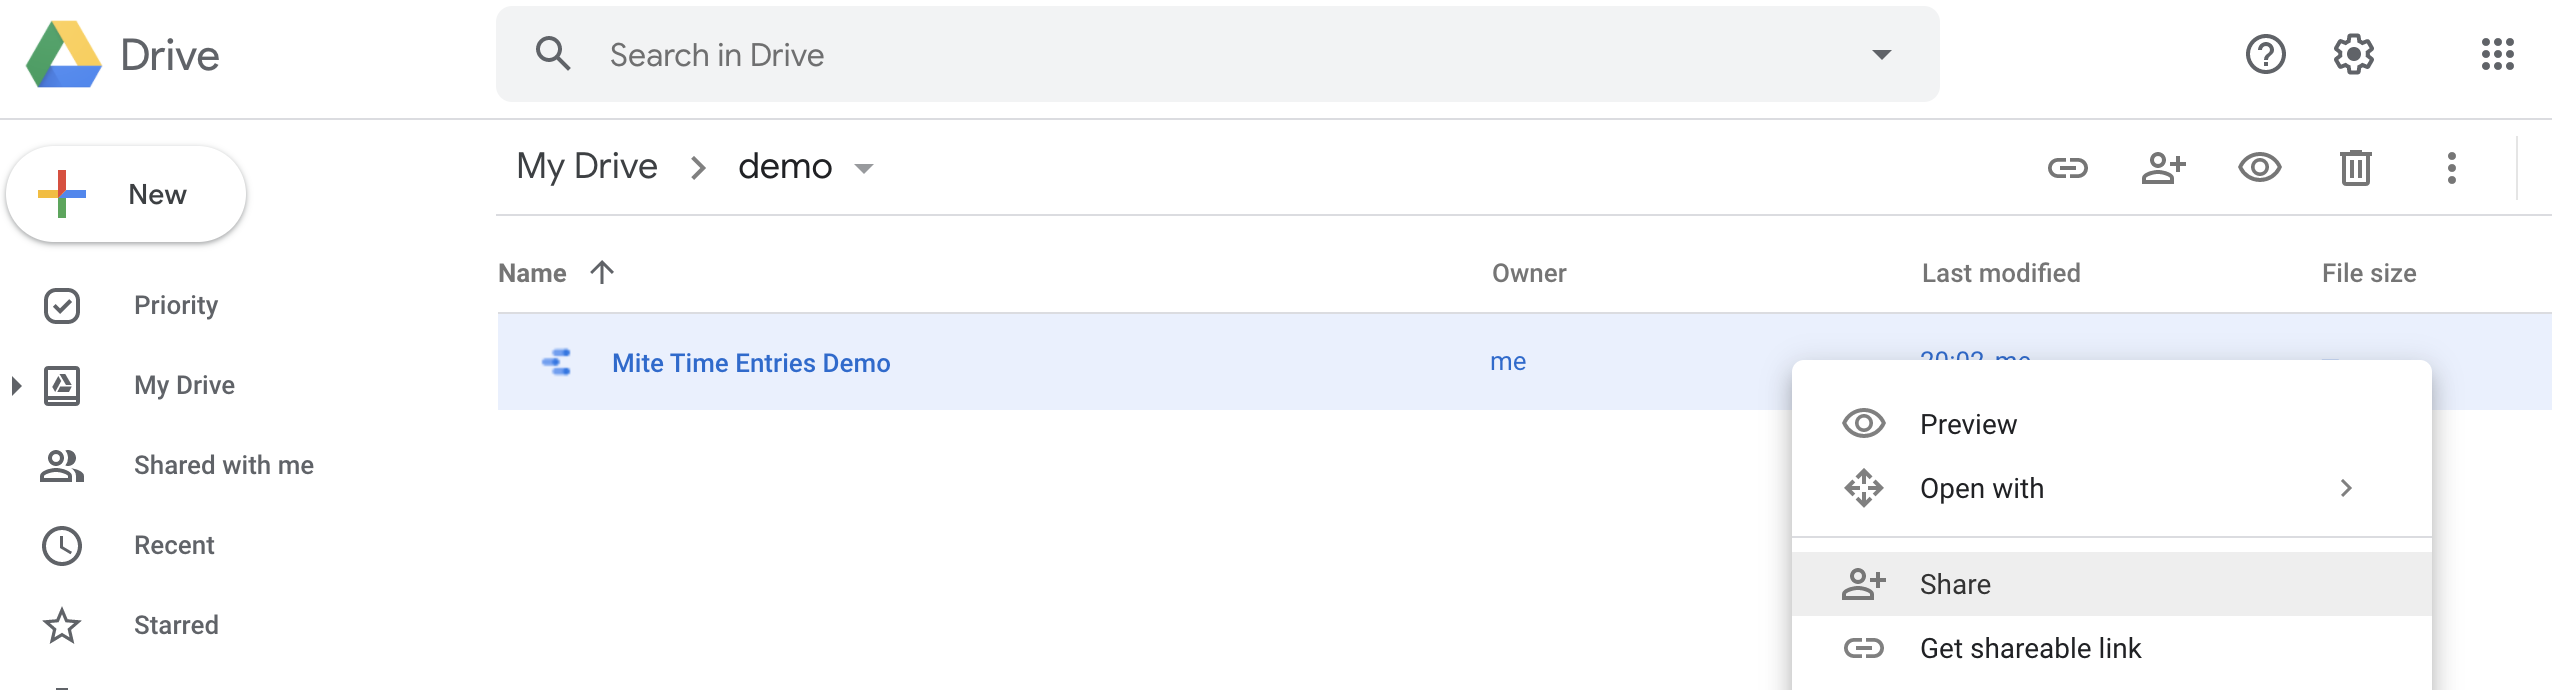 Drive
Search in Drive
New
My Drive
demo
Name
Owner
Last modified
File size
Priority
My Drive
Shared with me
Recent
Starred
Mite Time Entries Demo
me
Preview
Open with
Share
Get shareable link